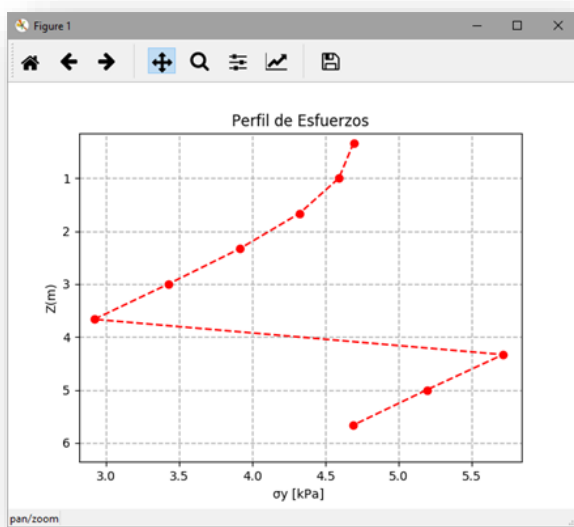 Figure 1
Perfil de Esfuerzos
1
2
3
4
5
6
Z(m)
3.0 3.5 4.0 4.5 5.0 5.5
σy [kPa]
pan/zoom